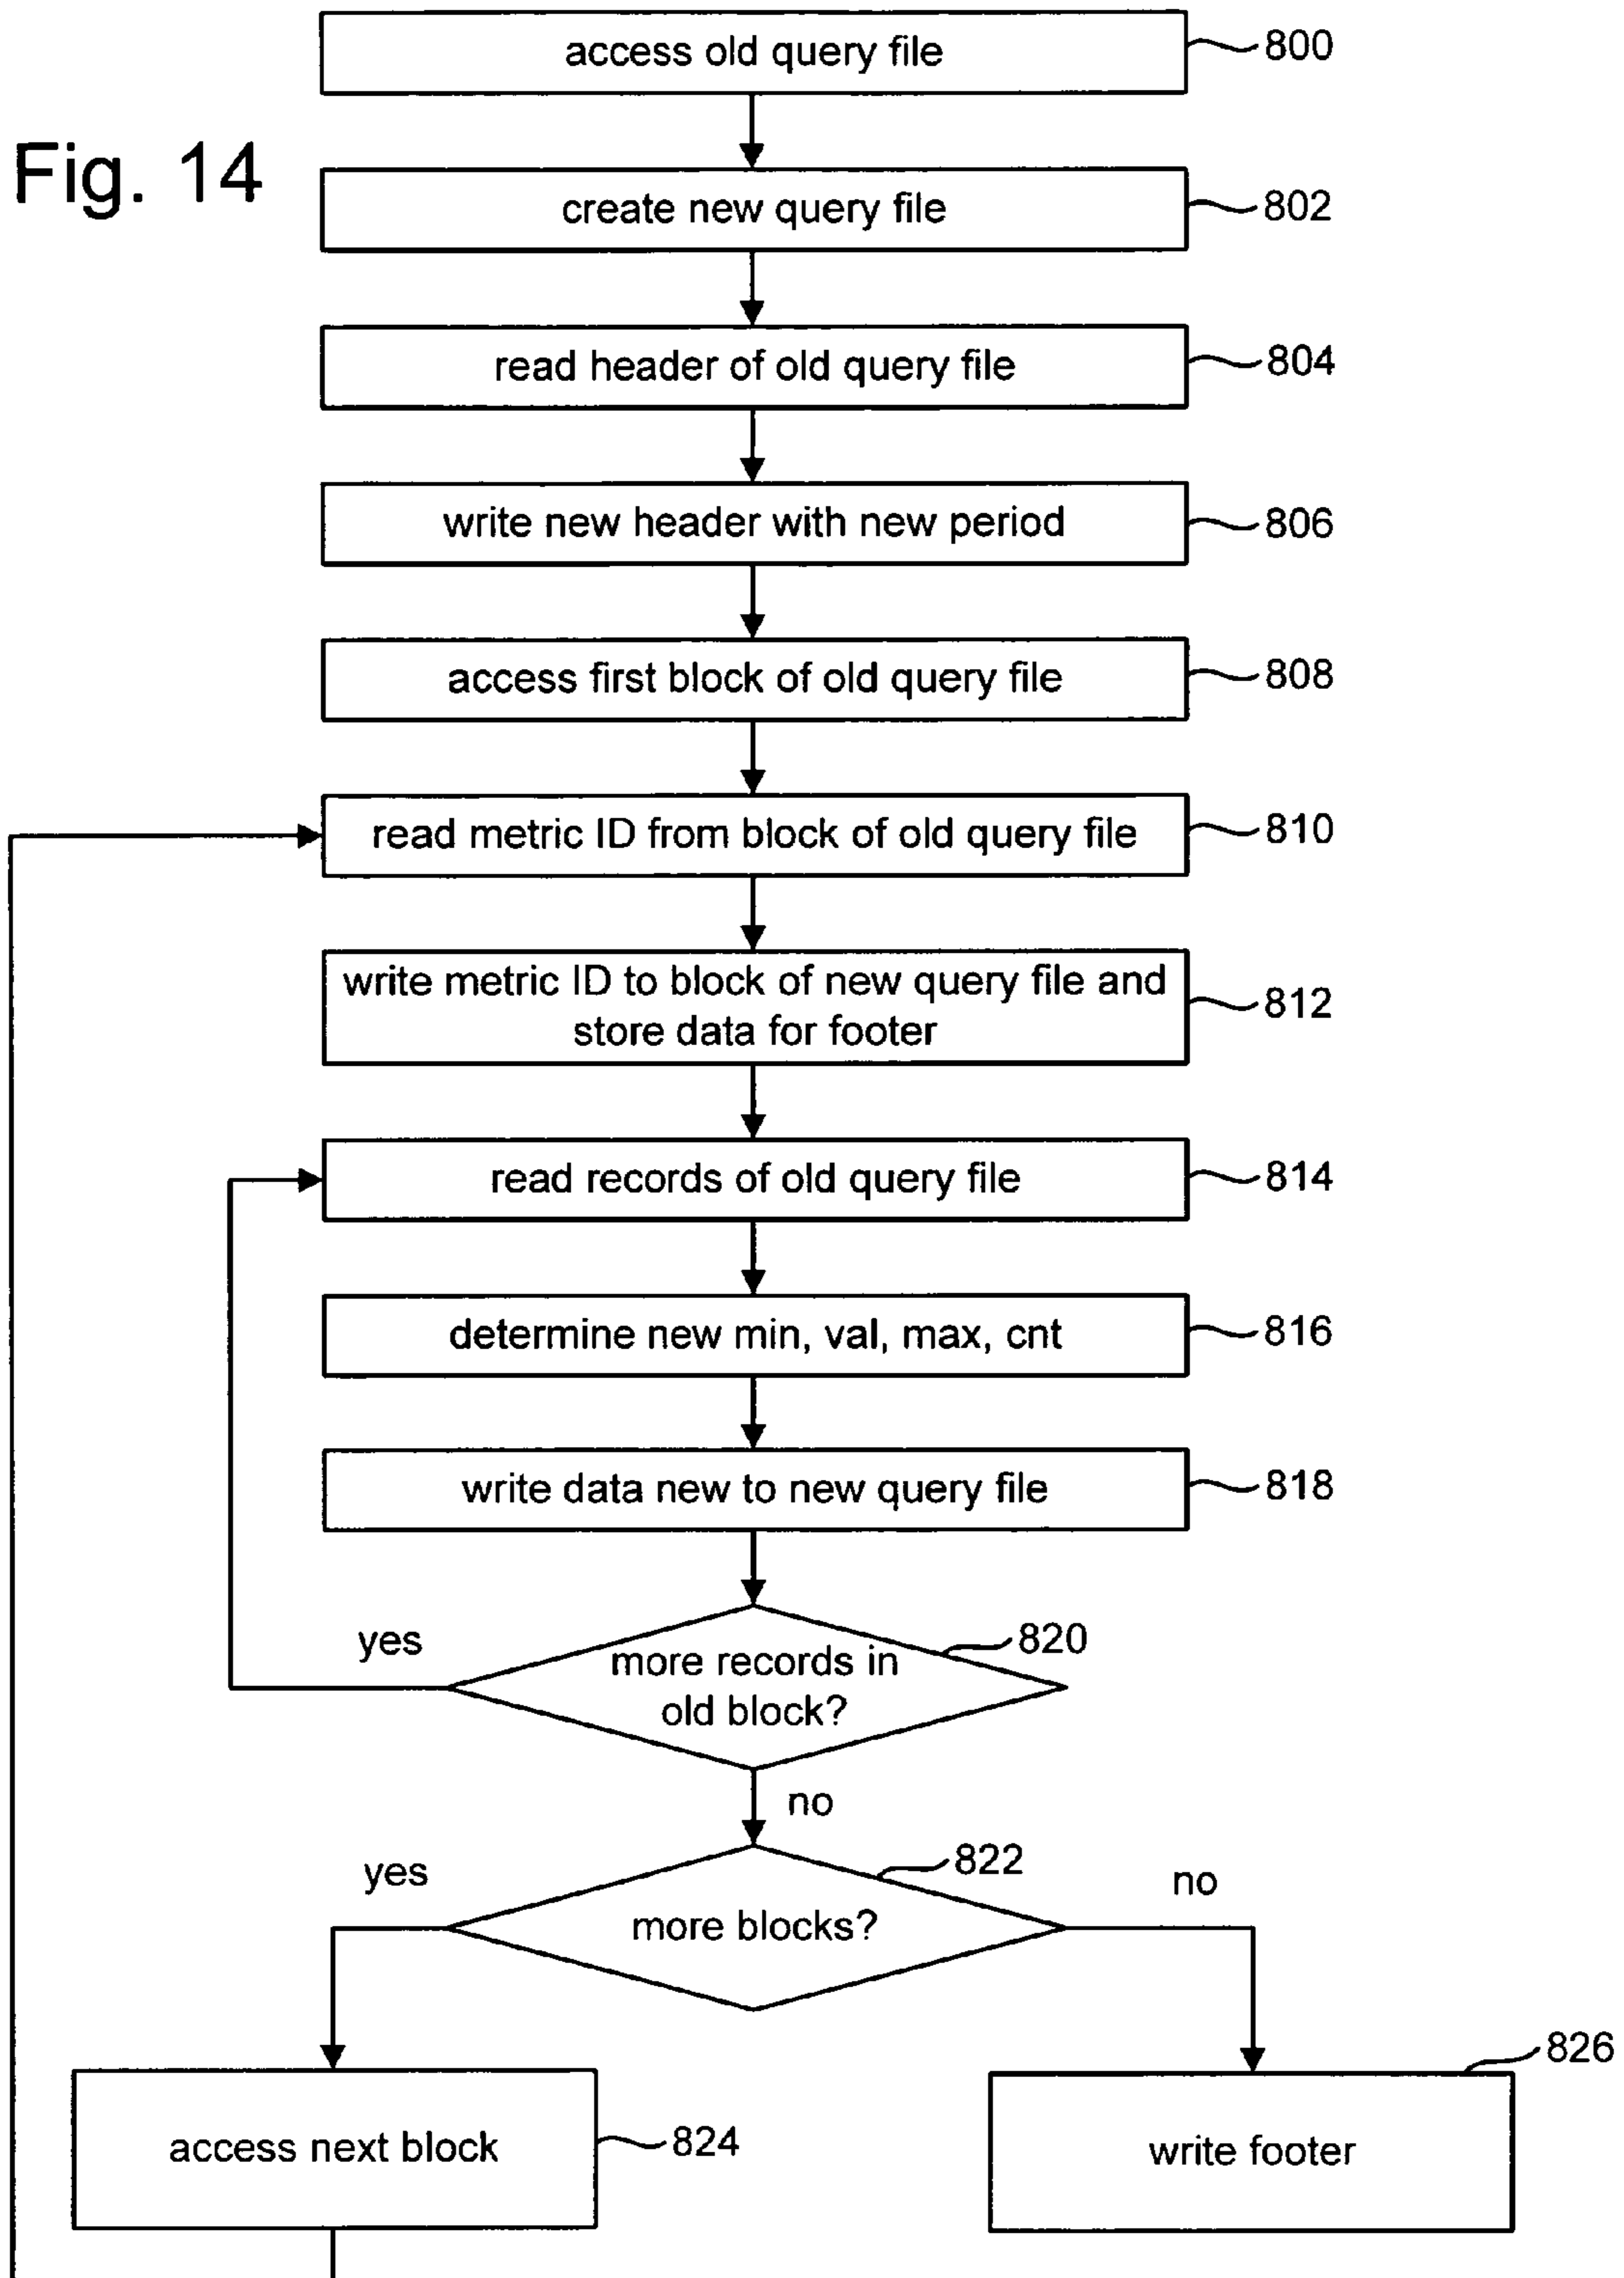 access old query file
800
Fig. 14
create new query file
802
read header of old query file
804
write new header with new period
806
access first block of old query file
808
read metric ID from block of old query file
810
write metric ID to block of new query file and
store data for footer
812
read records of old query file
814
determine new min, val, max, cnt
816
write data new to new query file
818
yes
more records in
old block?
820
no
yes
more blocks?
822
no
access next block
824
write footer
826